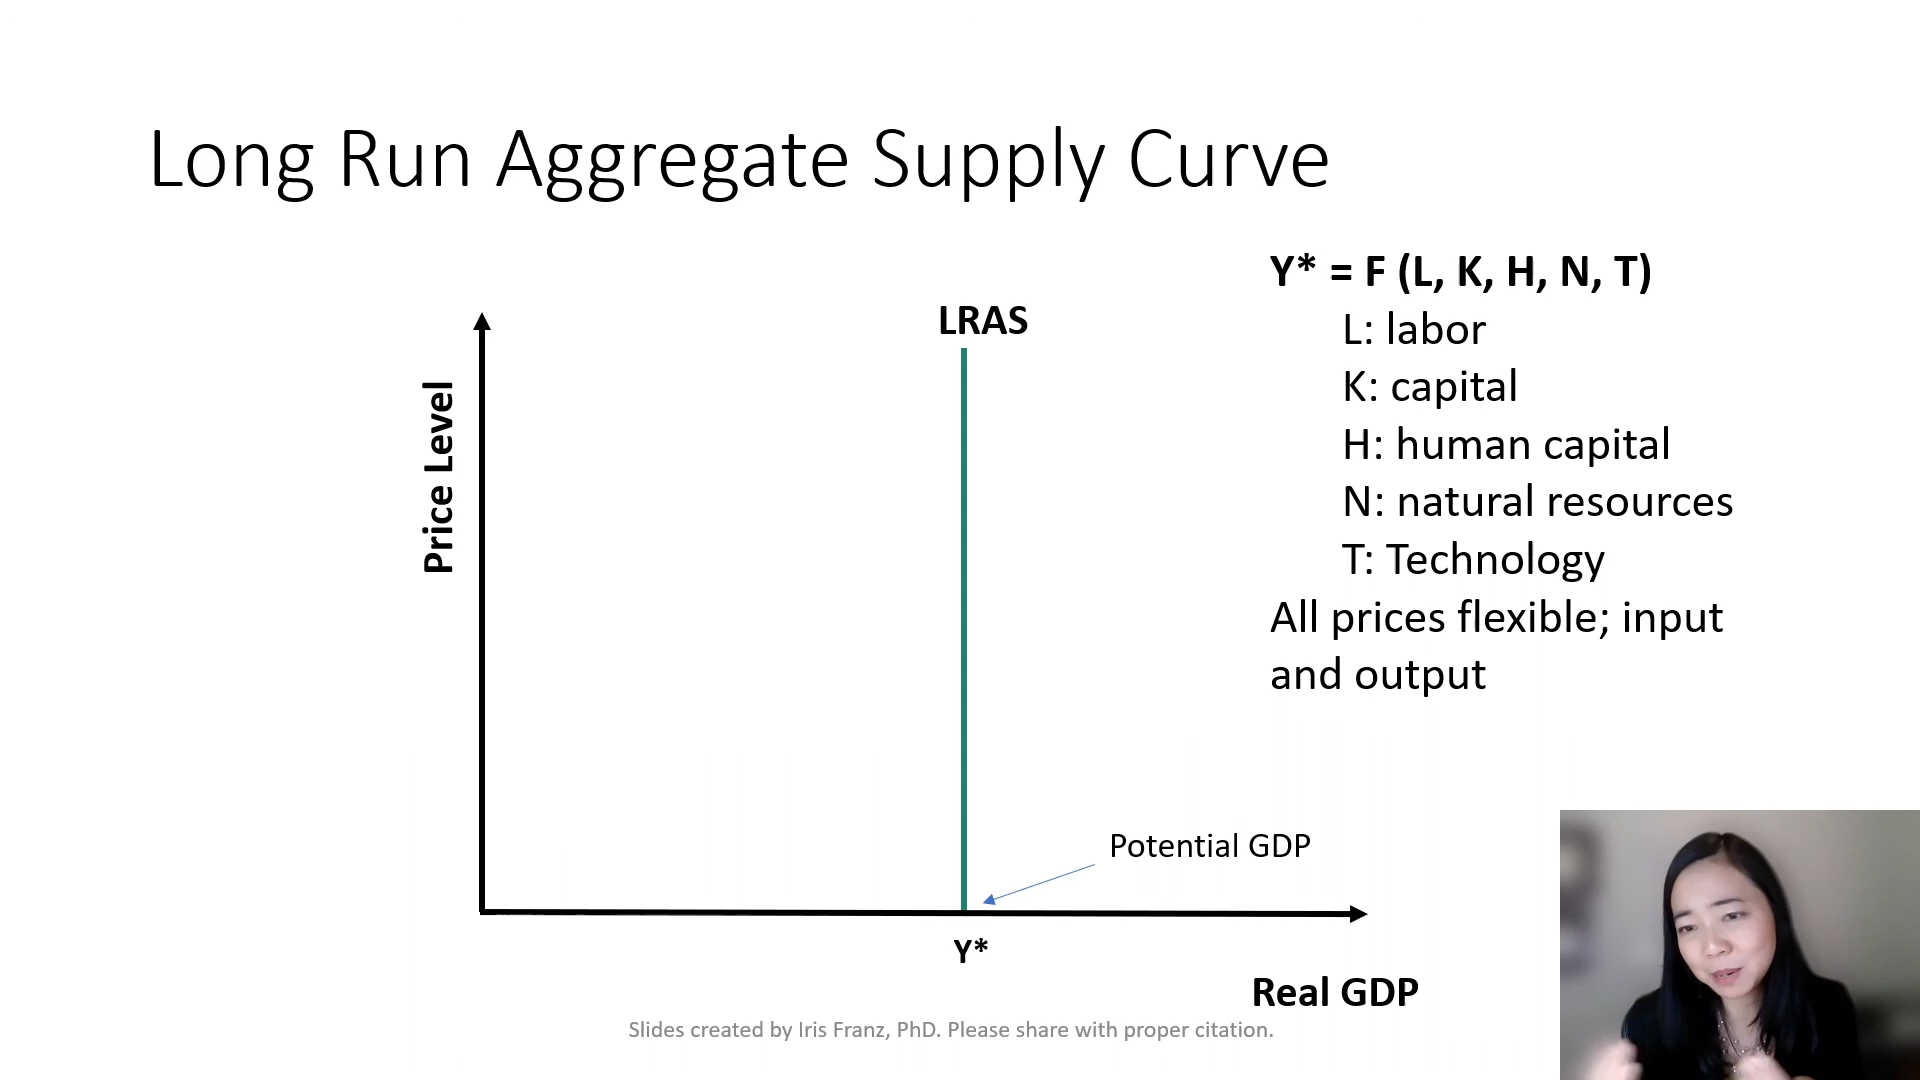 Long Run Aggregate Supply Curve
Y* = F (L, K, H, N, T)
L: labor
K: capital
H: human capital
N: natural resources
T: Technology
All prices flexible; input
and output
LRAS
Price Level
Potential GDP
Y*
Real GDP
Slides created by Iris Franz, PhD. Please share with proper citation.